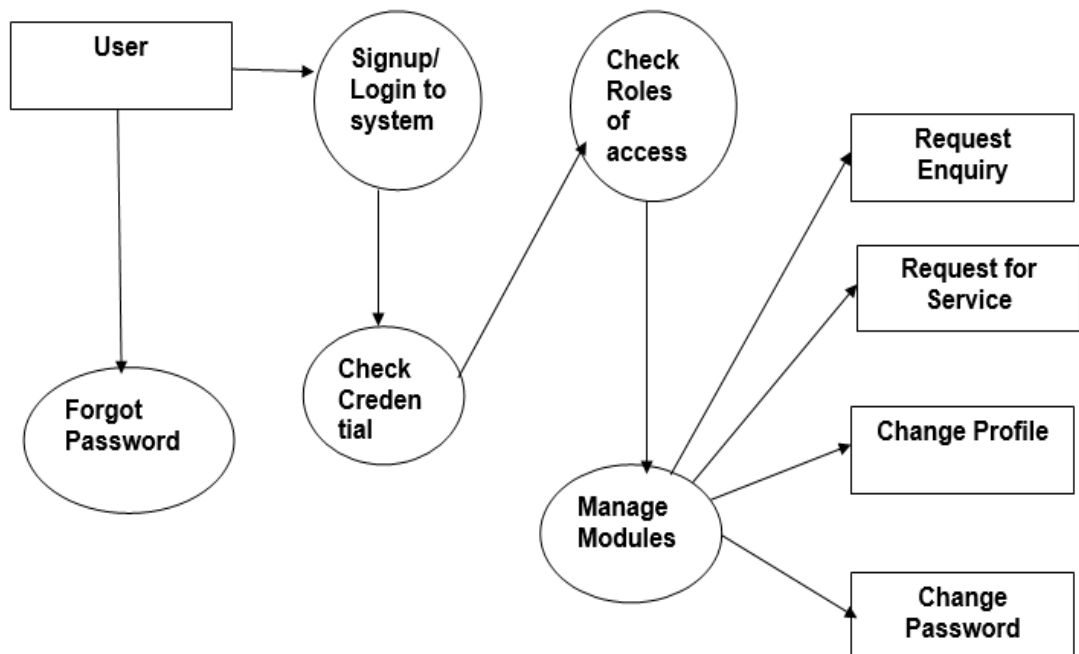 User
Signup/
Login to
system
Check
Roles
of
access
Request
Enquiry
Request for
Service
Check
Creden
tial
Forgot
Password
Change Profile
Manage
Modules
Change
Password